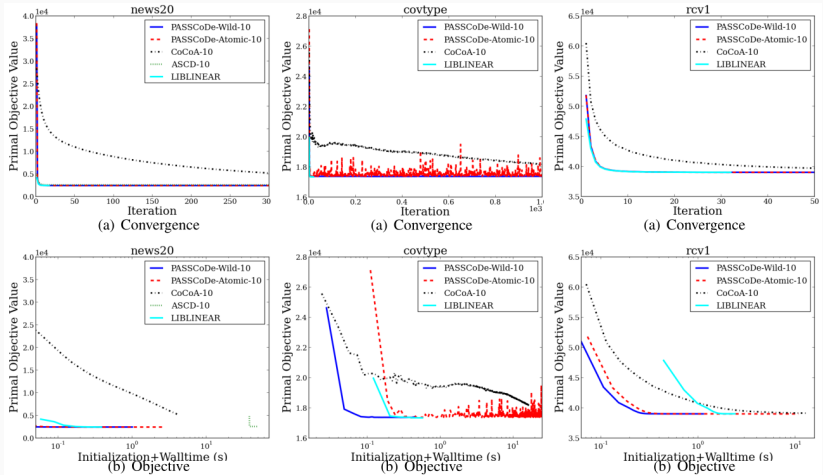 news20
1e4
Primal Objective Value
4.0
3.5
3.0
2.5
2.0
1.5
1.0
0.5
0.0
PASSCoDe-Wild-10
PASSCoDe-Atomic-10
CoCoA-10
ASCD-10
LIBLINEAR
0 50 100 150 200 250 300
Iteration
(a) Convergence
covtype
1e4
Primal Objective Value
2.8
2.6
2.4
2.2
2.0
1.8
1.6
PASSCoDe-Wild-10
PASSCoDe-Atomic-10
CoCoA-10
LIBLINEAR
0.0 0.2 0.4 0.6 0.8 1.0
1e3
Iteration
(a) Convergence
rcv1
1e4
Primal Objective Value
6.5
6.0
5.5
5.0
4.5
4.0
3.5
PASSCoDe-Wild-10
PASSCoDe-Atomic-10
CoCoA-10
LIBLINEAR
0 10 20 30 40 50
Iteration
(a) Convergence
news20
1e4
Primal Objective Value
4.0
3.5
3.0
2.5
2.0
1.5
1.0
0.5
0.0
PASSCoDe-Wild-10
PASSCoDe-Atomic-10
CoCoA-10
ASCD-10
LIBLINEAR
10⁻¹ 10⁰ 10¹
Initialization+Walltime (s)
(b) Objective
covtype
1e4
Primal Objective Value
2.8
2.6
2.4
2.2
2.0
1.8
1.6
PASSCoDe-Wild-10
PASSCoDe-Atomic-10
CoCoA-10
LIBLINEAR
10⁻¹ 10⁰ 10¹
Initialization+Walltime (s)
(b) Objective
rcv1
1e4
Primal Objective Value
6.5
6.0
5.5
5.0
4.5
4.0
3.5
PASSCoDe-Wild-10
PASSCoDe-Atomic-10
CoCoA-10
LIBLINEAR
10⁻¹ 10⁰ 10¹
Initialization+Walltime (s)
(b) Objective